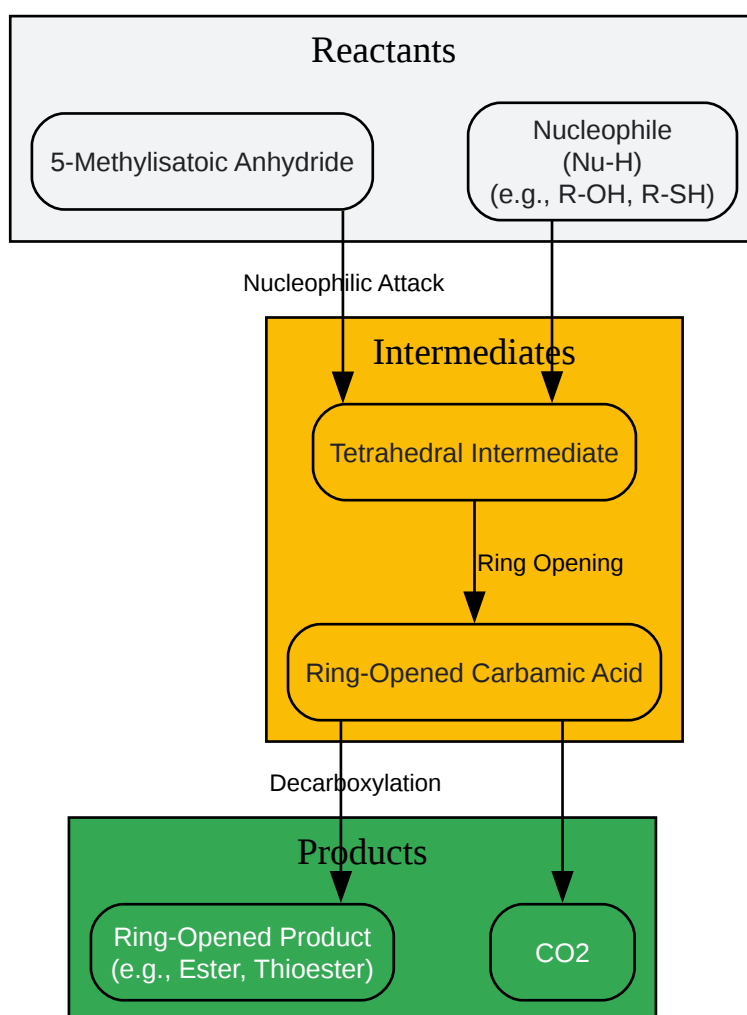 Reactants
5-Methylisatoic Anhydride
Nucleophile
(Nu-H)
(e.g., R-OH, R-SH)
Nucleophilic Attack
Intermediates
Tetrahedral Intermediate
Ring Opening
Ring-Opened Carbamic Acid
Decarboxylation
Products
Ring-Opened Product
(e.g., Ester, Thioester)
CO2